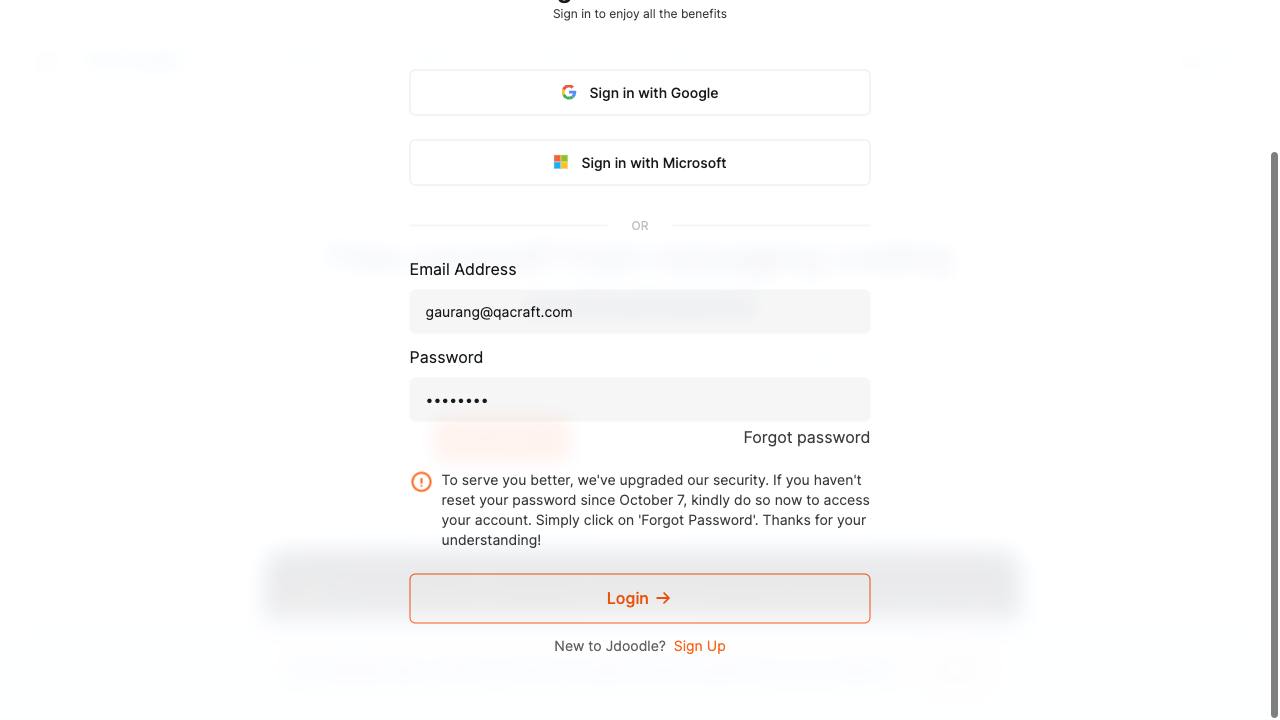 Sign in to enjoy all the benefits
Sign in with Google
Sign in with Microsoft
OR
Email Address
gaurang@qacraft.com
Password
••••••••
Forgot password
To serve you better, we've upgraded our security. If you haven't
reset your password since October 7, kindly do so now to access
your account. Simply click on 'Forgot Password'. Thanks for your
understanding!
Login →
New to Jdoodle? Sign Up